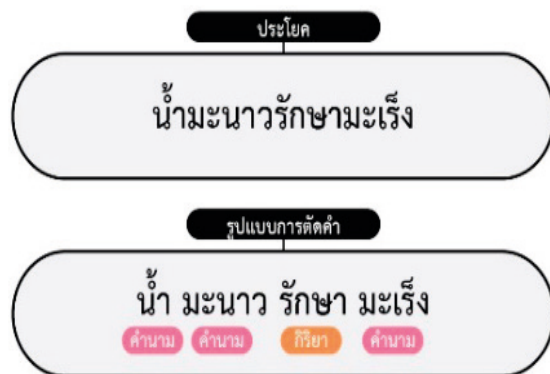 ประโยค
น้ำมะนาวรักษามะเร็ง
รูปแบบการตัดคำ
น้ำ มะนาว รักษา มะเร็ง
คำนาม คำนาม กิริยา คำนาม